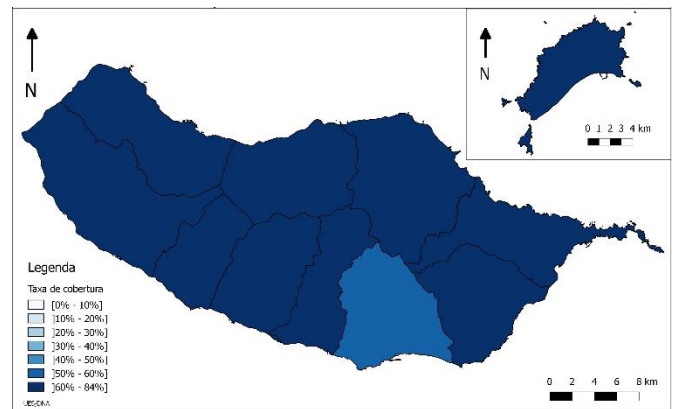 N
N
0 1 2 3 4 km
Legenda
Taxa de cobertura
[0% - 10%]
]10% - 20%]
]20% - 30%]
]30% - 40%]
]40% - 50%]
]50% - 60%]
]60% - 84%]
0 2 4 6 8 km